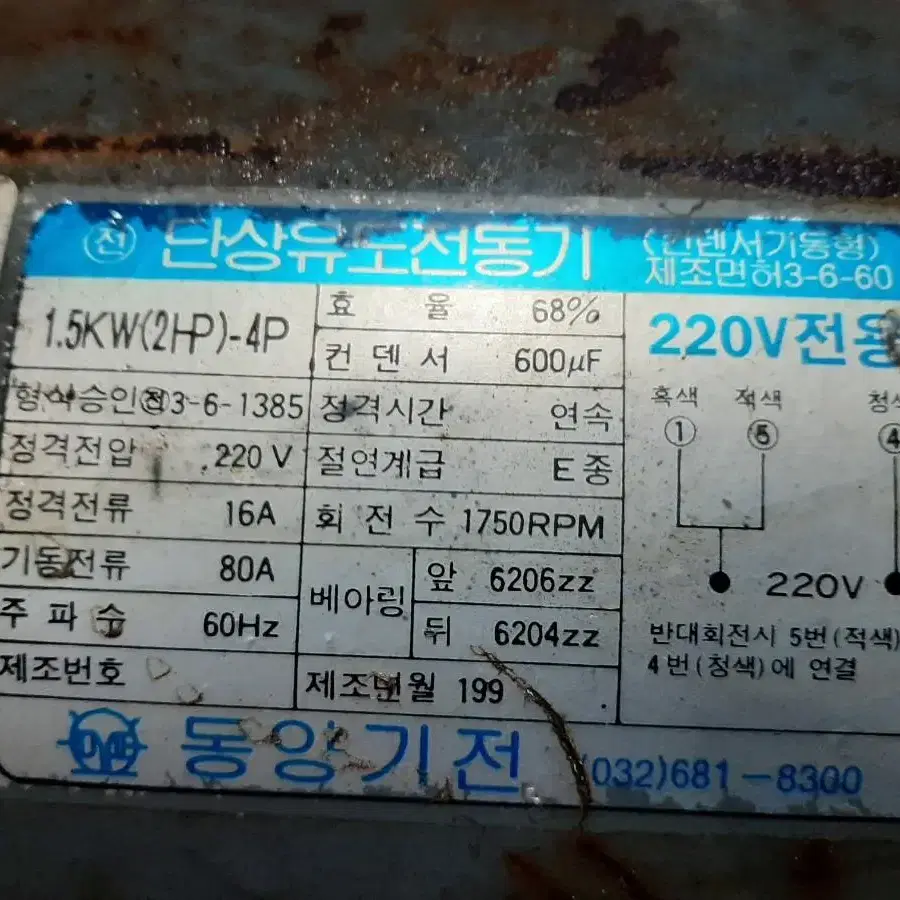 전 단상유도전동기 (콘덴서기동형)
제조면허3-6-60
1.5KW(2HP)-4P
효 율 68%
컨덴서 600μF
형식승인 전3-6-1385
정격시간 연속
정격전압 220V
절연계급 E종
정격전류 16A
회전수 1750RPM
기동전류 80A
베아링 앞 6206zz
주파수 60Hz
뒤 6204zz
제조번호
제조년월 199
220V전용
흑색 적색 청색
① ⑤ ④
220V
반대회전시 5번(적색)
4번(청색)에 연결
동양기전 (032)681-8300